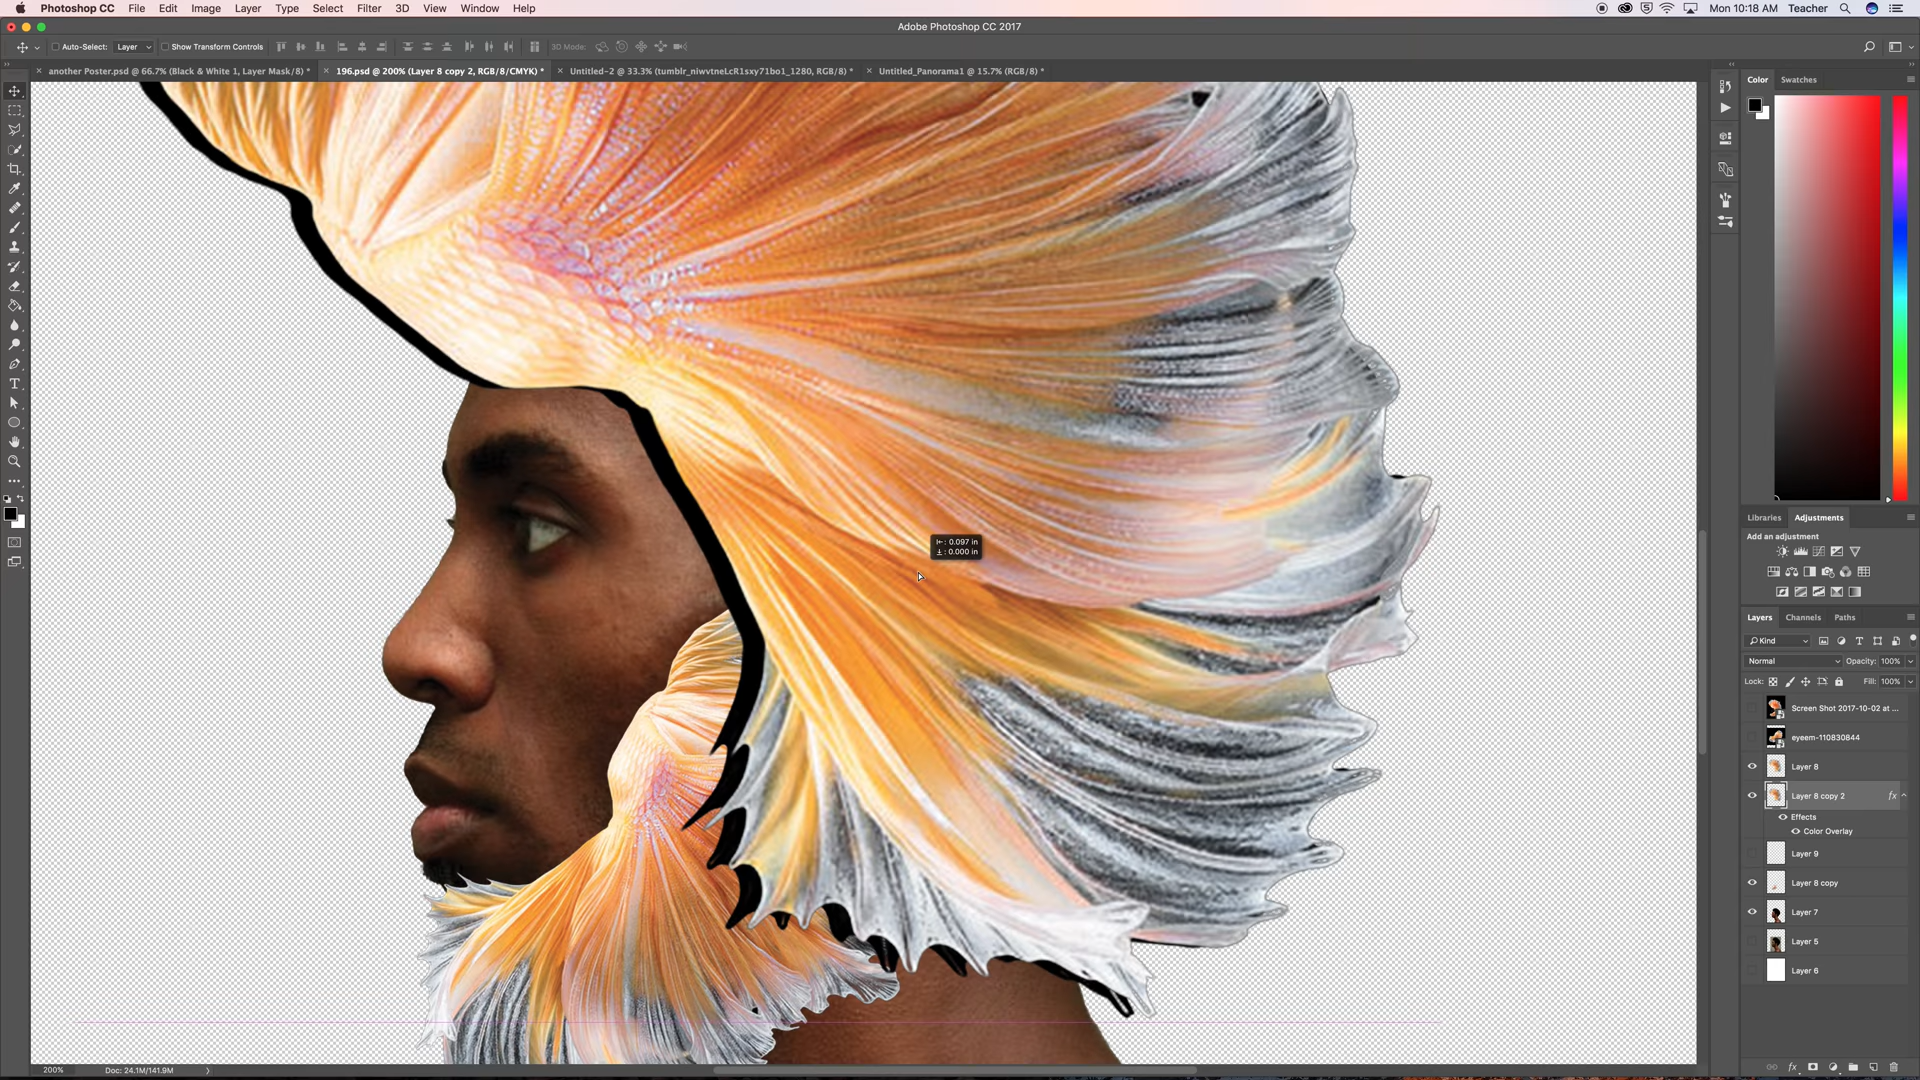 Photoshop CC File Edit Image Layer Type Select Filter 3D View Window Help Mon 10:18 AM Teacher
Adobe Photoshop CC 2017
Auto-Select: Layer Show Transform Controls 3D Mode:
another Poster.psd @ 66.7% (Black & White 1, Layer Mask/8) * 196.psd @ 200% (Layer 8 copy 2, RGB/8/CMYK) * Untitled-2 @ 33.3% (tumblr_niwvtneLcR1sxy71bo1_1280, RGB/8) * Untitled_Panorama1 @ 15.7% (RGB/8) *
Color Swatches
: 0.097 in
: 0.000 in
Libraries Adjustments
Add an adjustment
Layers Channels Paths
Kind
Normal Opacity: 100%
Lock: Fill: 100%
Screen Shot 2017-10-02 at ...
eyeem-110830844
Layer 8
Layer 8 copy 2 fx
Effects
Color Overlay
Layer 9
Layer 8 copy
Layer 7
Layer 5
Layer 6
200% Doc: 24.1M/141.9M
fx